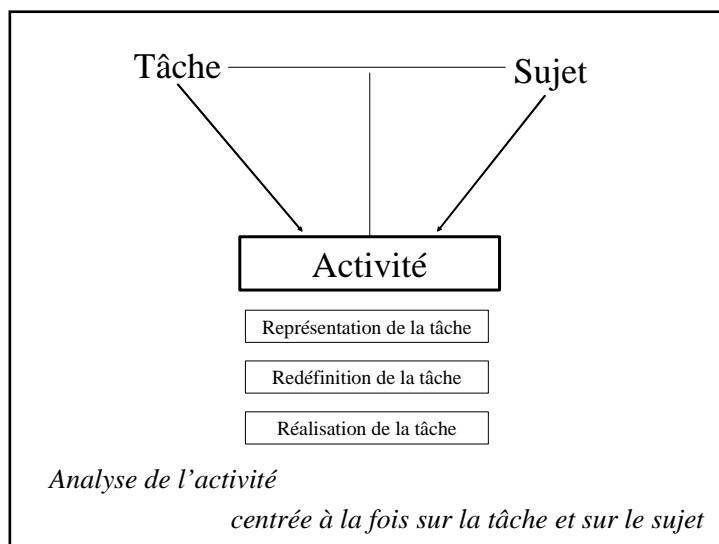 Tâche
Sujet
Activité
Représentation de la tâche
Redéfinition de la tâche
Réalisation de la tâche
Analyse de l’activité
centrée à la fois sur la tâche et sur le sujet